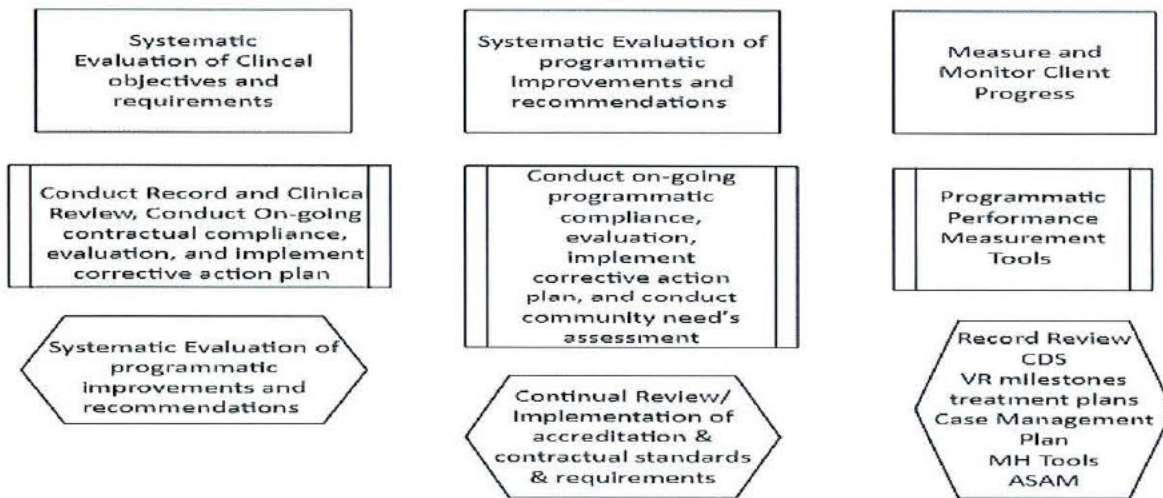 Systematic
Evaluation of Clincal
objectives and
requirements
Systematic Evaluation of
programmatic
Improvements and
recommendations
Measure and
Monitor Client
Progress
Conduct Record and Clinical
Review, Conduct On-going
contractual compliance,
evaluation, and implement
corrective action plan
Conduct on-going
programmatic
compliance,
evaluation,
implement
corrective action
plan, and conduct
community need's
assessment
Programmatic
Performance
Measurement
Tools
Systematic Evaluation of
programmatic
improvements and
recommendations
Continual Review/
Implementation of
accreditation &
contractual standards
& requirements
Record Review
CDS
VR milestones
treatment plans
Case Management
Plan
MH Tools
ASAM